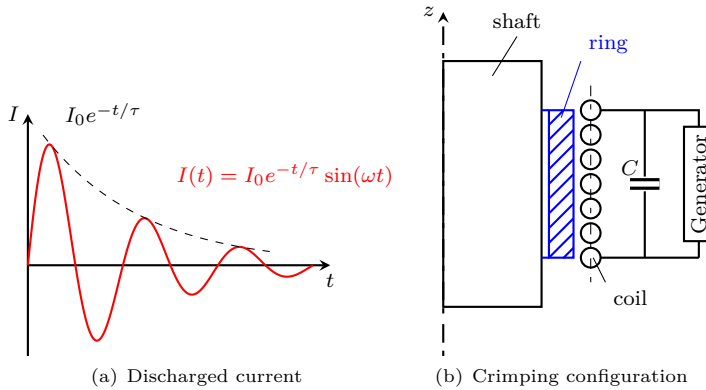 I
I₀e^{−t/τ}
I(t) = I₀e^{−t/τ} sin(ωt)
t
(a) Discharged current
z
shaft
ring
C
Generator
coil
(b) Crimping configuration